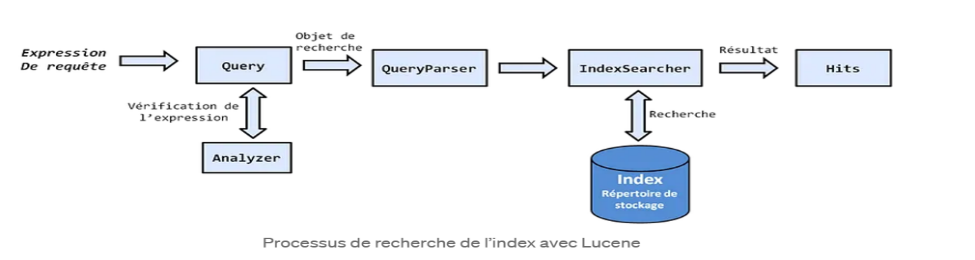 Expression
De requête
Query
Objet de
recherche
QueryParser
IndexSearcher
Résultat
Hits
Vérification de
l'expression
Analyzer
Recherche
Index
Répertoire de
stockage
Processus de recherche de l'index avec Lucene